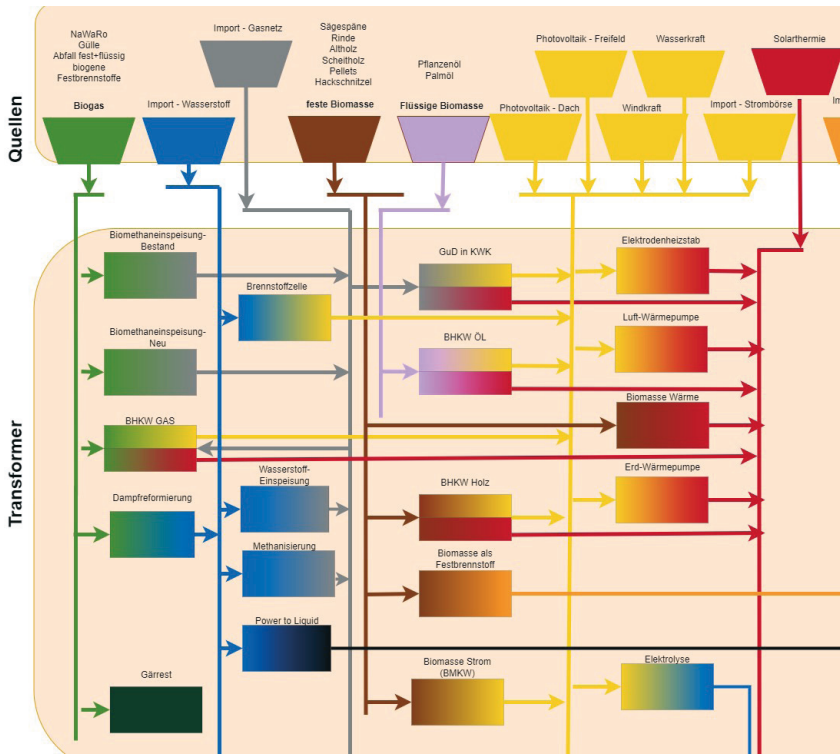 Quellen
NaWaRo
Gülle
Abfall fest+flüssig
biogene
Festbrennstoffe
Biogas
Import - Wasserstoff
Import - Gasnetz
Sägespäne
Rinde
Altholz
Scheitholz
Pellets
Hackschnitzel
feste Biomasse
Pflanzenöl
Palmöl
Flüssige Biomasse
Photovoltaik - Freifeld
Photovoltaik - Dach
Wasserkraft
Windkraft
Import - Strombörse
Solarthermie
Im
Transformer
Biomethaneinspeisung-
Bestand
Brennstoffzelle
GuD in KWK
Elektrodenheizstab
Biomethaneinspeisung-
Neu
BHKW ÖL
Luft-Wärmepumpe
BHKW GAS
Biomasse Wärme
Wasserstoff-
Einspeisung
BHKW Holz
Erd-Wärmepumpe
Dampfreformierung
Methanisierung
Biomasse als
Festbrennstoff
Power to Liquid
Gärrest
Biomasse Strom
(BMKW)
Elektrolyse